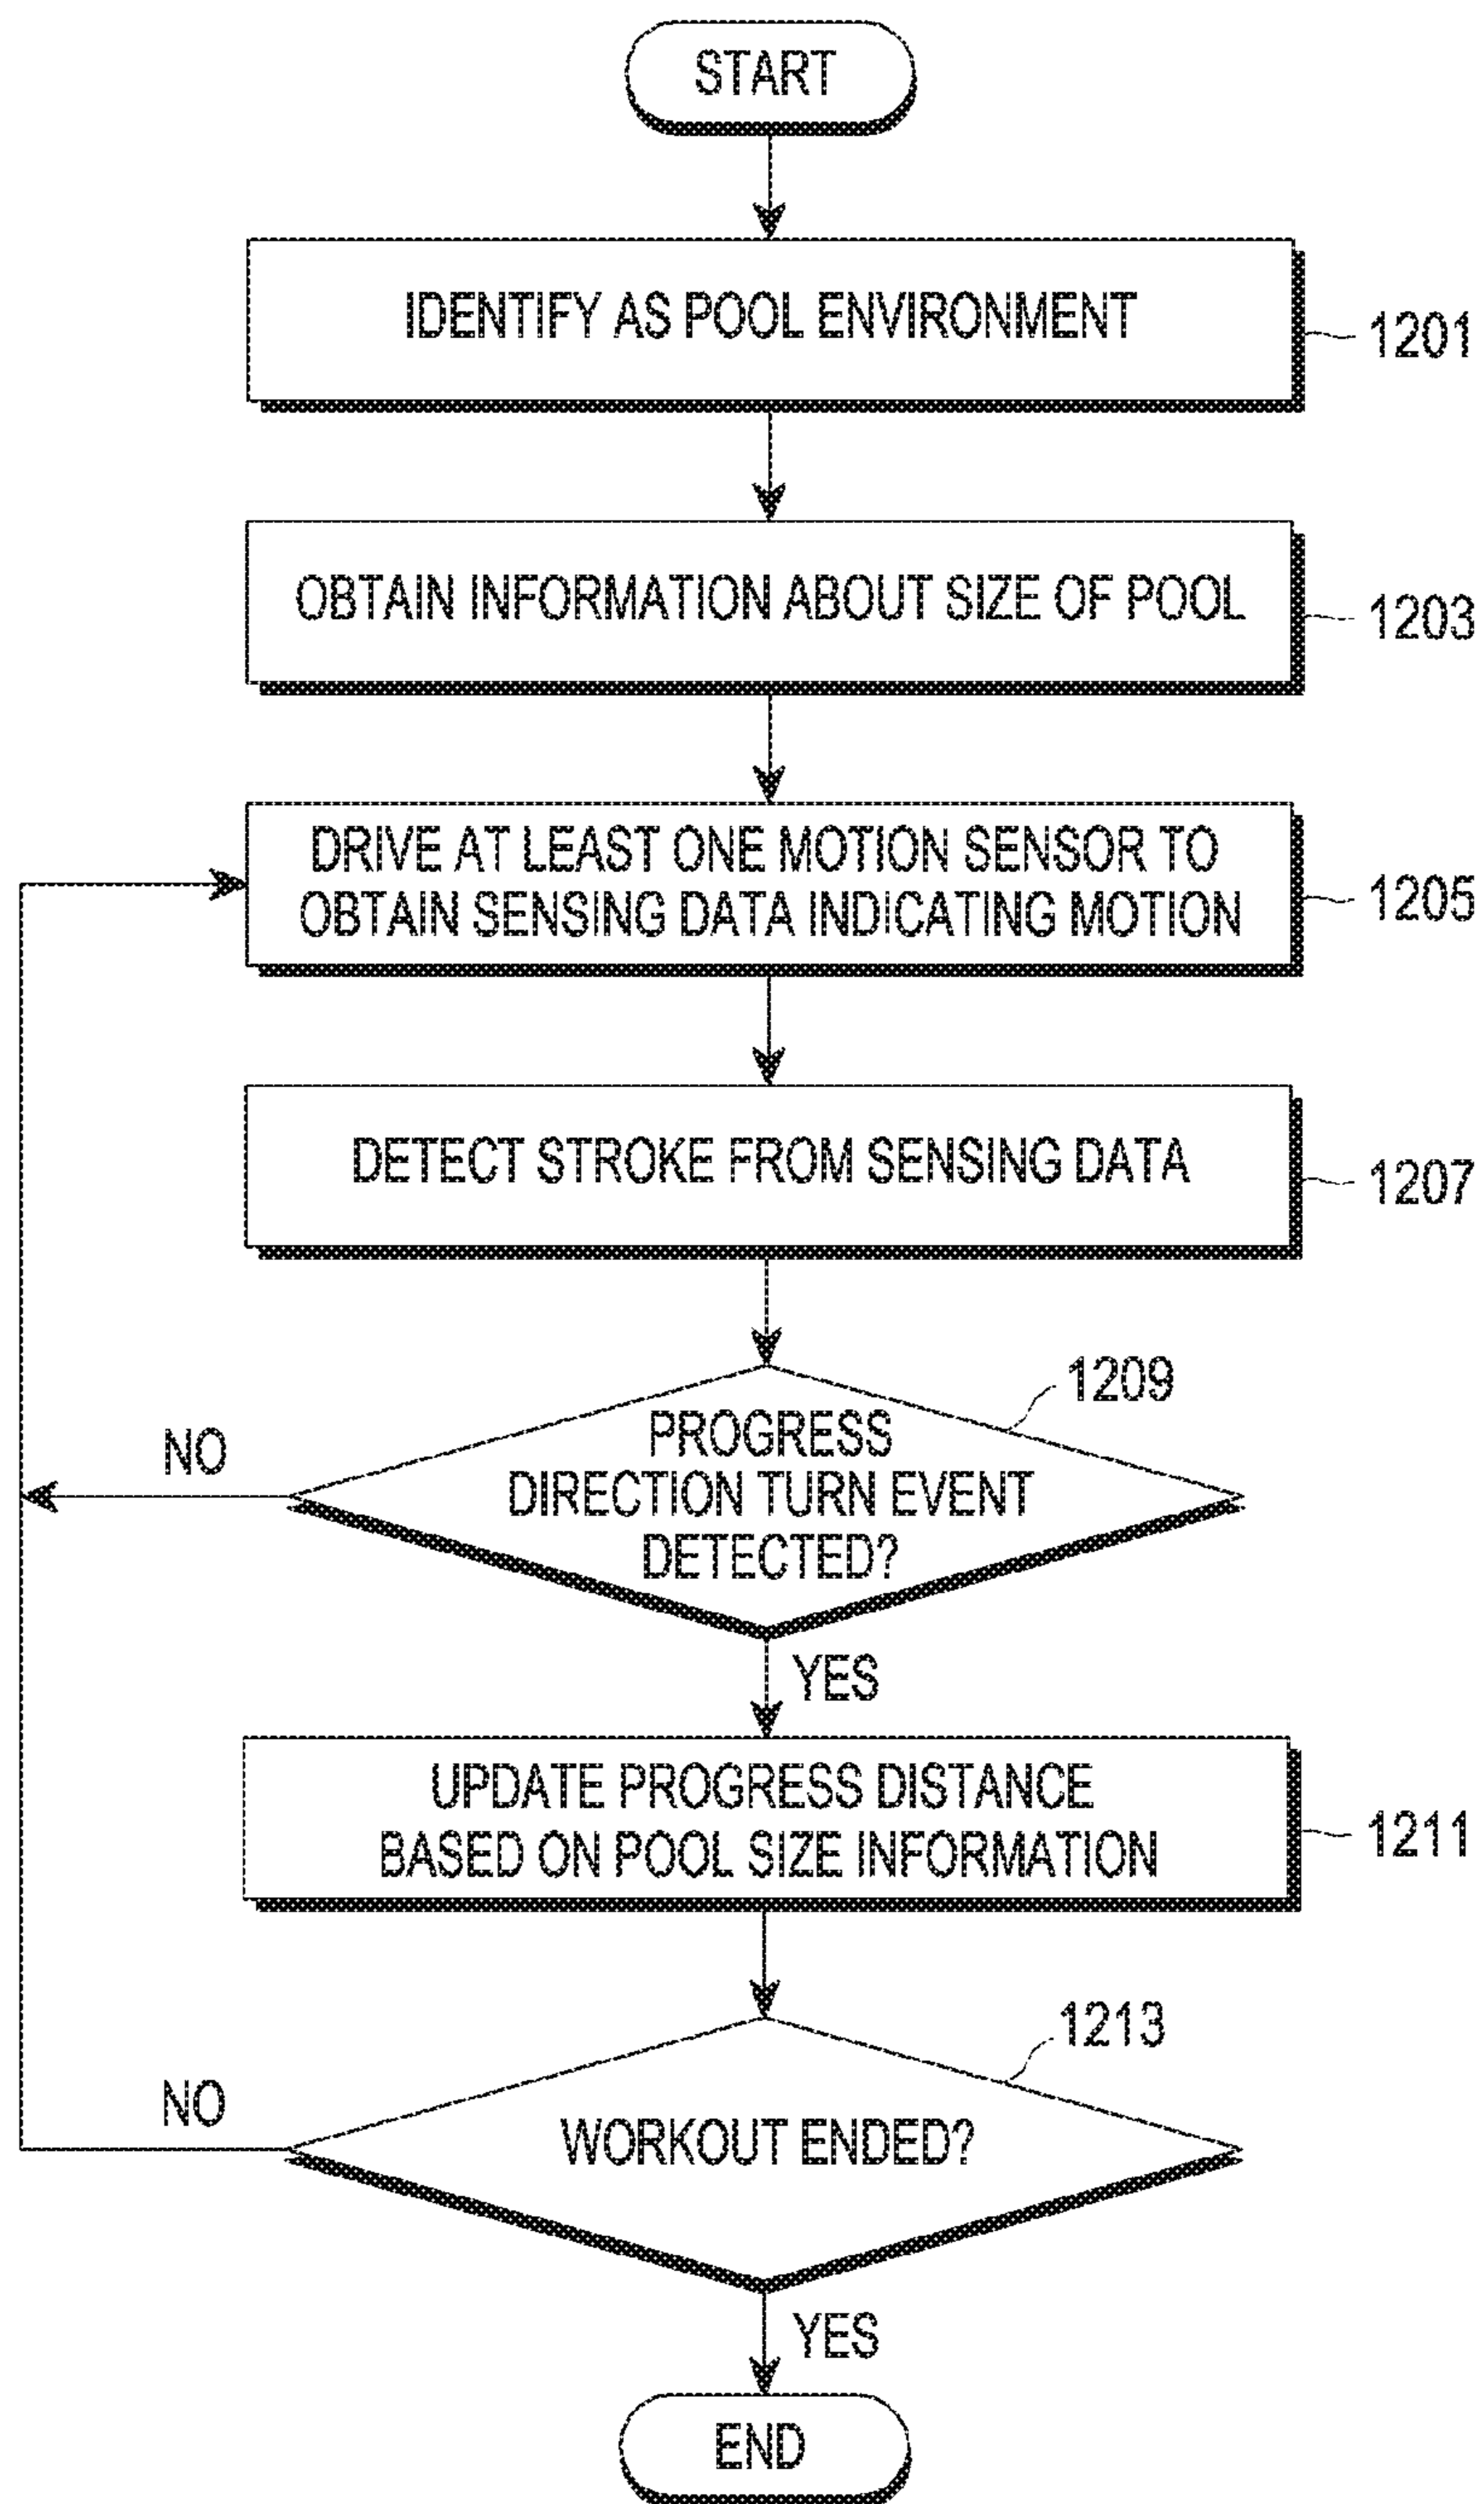 START
IDENTIFY AS POOL ENVIRONMENT
1201
OBTAIN INFORMATION ABOUT SIZE OF POOL
1203
DRIVE AT LEAST ONE MOTION SENSOR TO
OBTAIN SENSING DATA INDICATING MOTION
1205
DETECT STROKE FROM SENSING DATA
1207
1209
PROGRESS
DIRECTION TURN EVENT
DETECTED?
NO
YES
UPDATE PROGRESS DISTANCE
BASED ON POOL SIZE INFORMATION
1211
1213
WORKOUT ENDED?
NO
YES
END